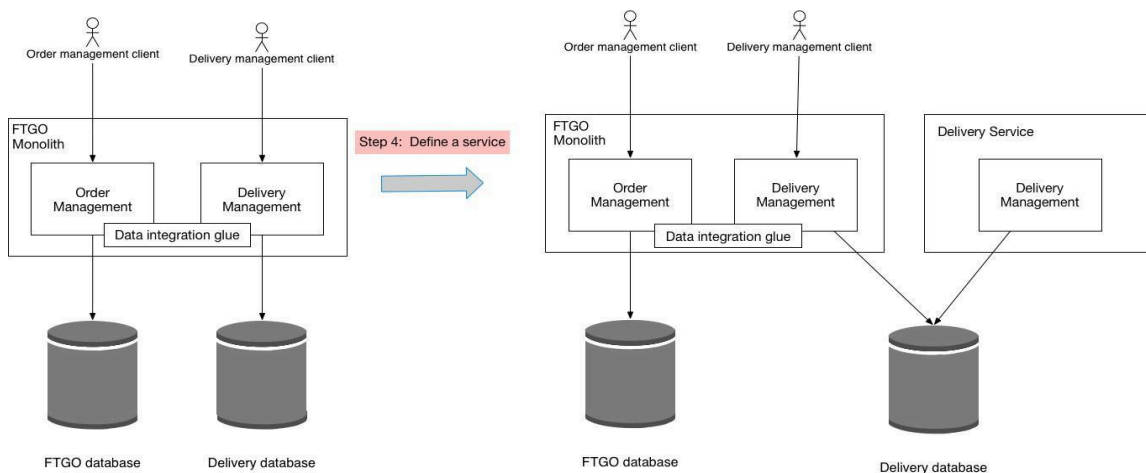 Order management client
Delivery management client
FTGO
Monolith
Order
Management
Delivery
Management
Data integration glue
FTGO database
Delivery database
Step 4: Define a service
Order management client
Delivery management client
FTGO
Monolith
Order
Management
Delivery
Management
Data integration glue
Delivery Service
Delivery
Management
FTGO database
Delivery database